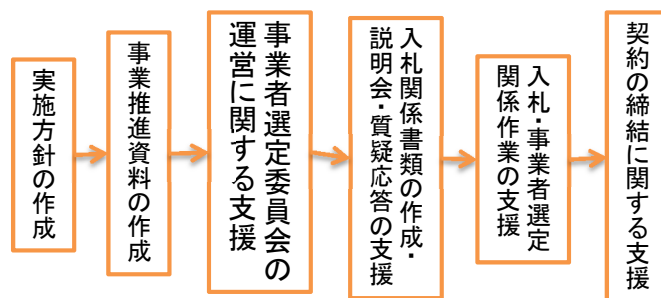 実施方針の作成
事業推進資料の作成
事業者選定委員会の
運営に関する支援
入札関係書類の作成・
説明会・質疑応答の支援
入札・事業者選定
関係作業の支援
契約の締結に関する支援